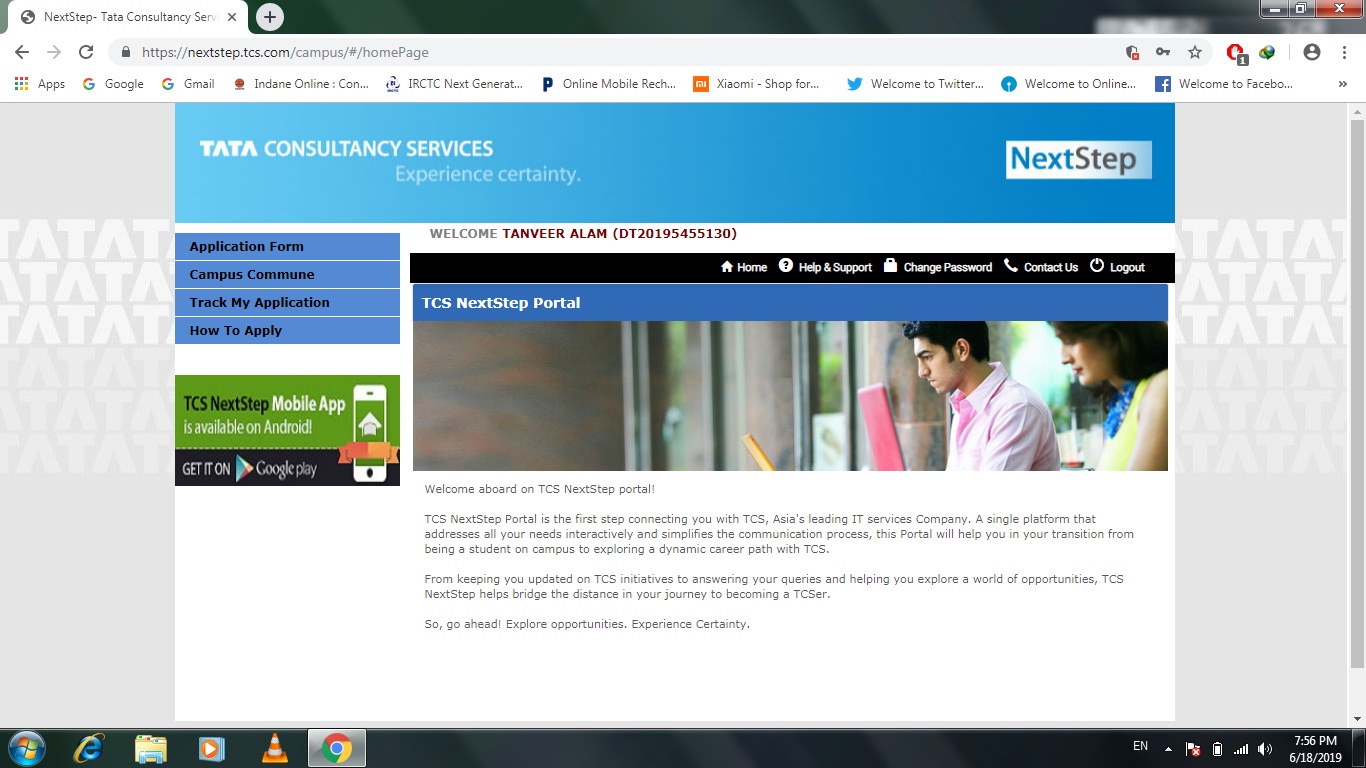 NextStep- Tata Consultancy Serv
https://nextstep.tcs.com/campus/#/homePage
1
Apps
Google
Gmail
Indane Online : Con...
IRCTC Next Generat...
Online Mobile Rech...
Xiaomi - Shop for...
Welcome to Twitter...
Welcome to Online...
Welcome to Facebo...
»
TATA CONSULTANCY SERVICES
Experience certainty.
NextStep
WELCOME TANVEER ALAM (DT20195455130)
Home Help & Support Change Password Contact Us Logout
Application Form
Campus Commune
Track My Application
How To Apply
TCS NextStep Mobile App
is available on Android!
GET IT ON Google play
TCS NextStep Portal
Welcome aboard on TCS NextStep portal!
TCS NextStep Portal is the first step connecting you with TCS, Asia's leading IT services Company. A single platform that
addresses all your needs interactively and simplifies the communication process, this Portal will help you in your transition from
being a student on campus to exploring a dynamic career path with TCS.
From keeping you updated on TCS initiatives to answering your queries and helping you explore a world of opportunities, TCS
NextStep helps bridge the distance in your journey to becoming a TCSer.
So, go ahead! Explore opportunities. Experience Certainty.
EN
7:56 PM
6/18/2019